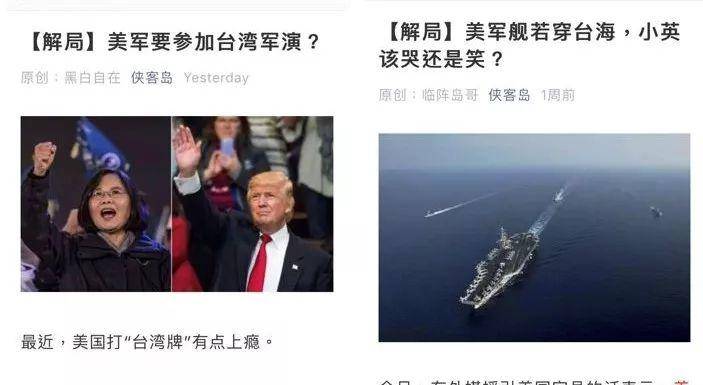 【解局】美军要参加台湾军演？
原创：黑白自在 侠客岛 Yesterday
最近，美国打“台湾牌”有点上瘾。
【解局】美军舰若穿台海，小英
该哭还是笑？
原创：临阵岛哥 侠客岛 1周前